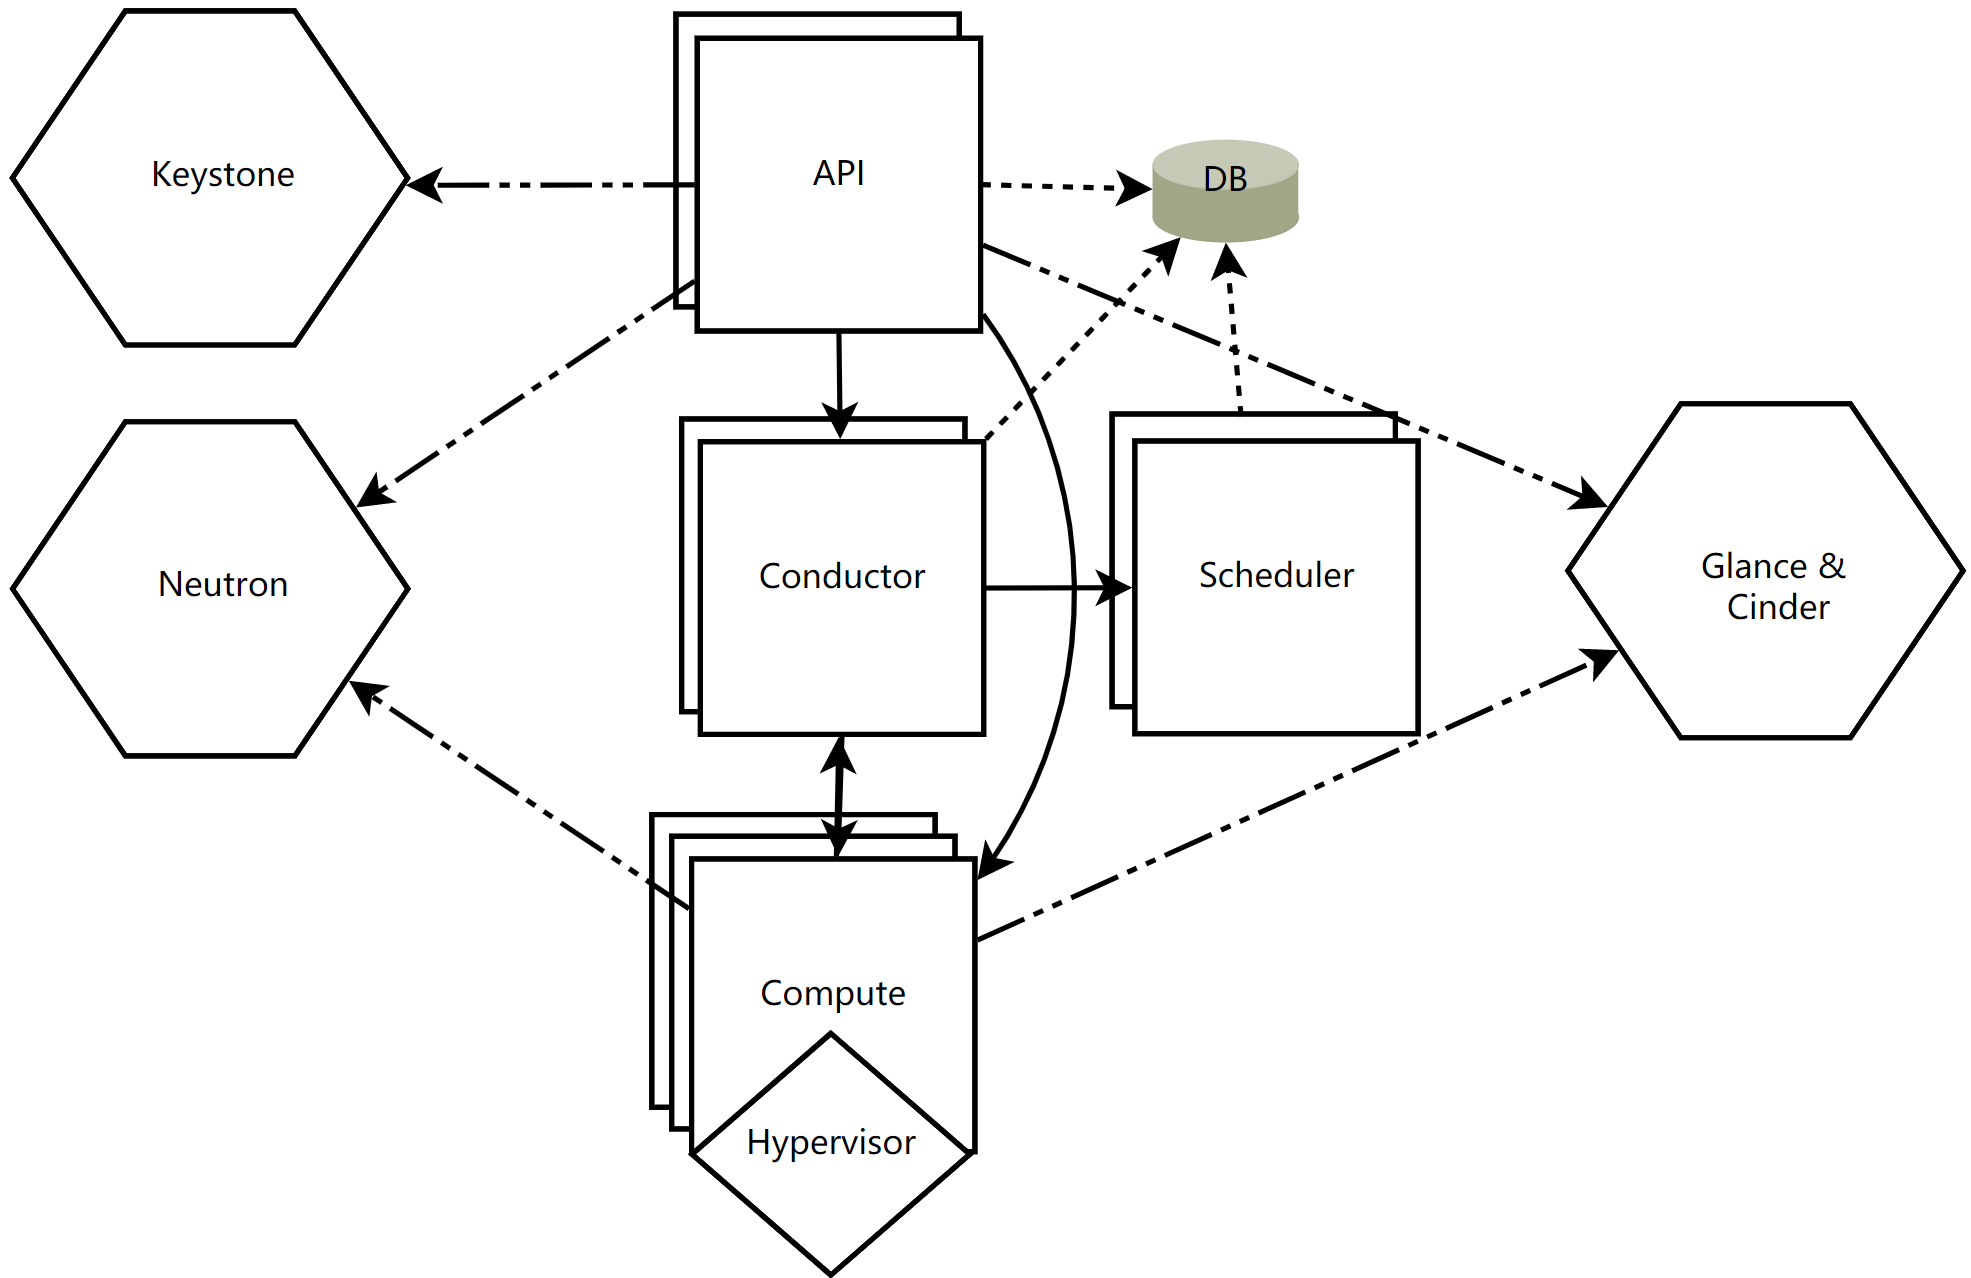 Keystone
API
DB
Neutron
Conductor
Scheduler
Glance &
Cinder
Compute
Hypervisor